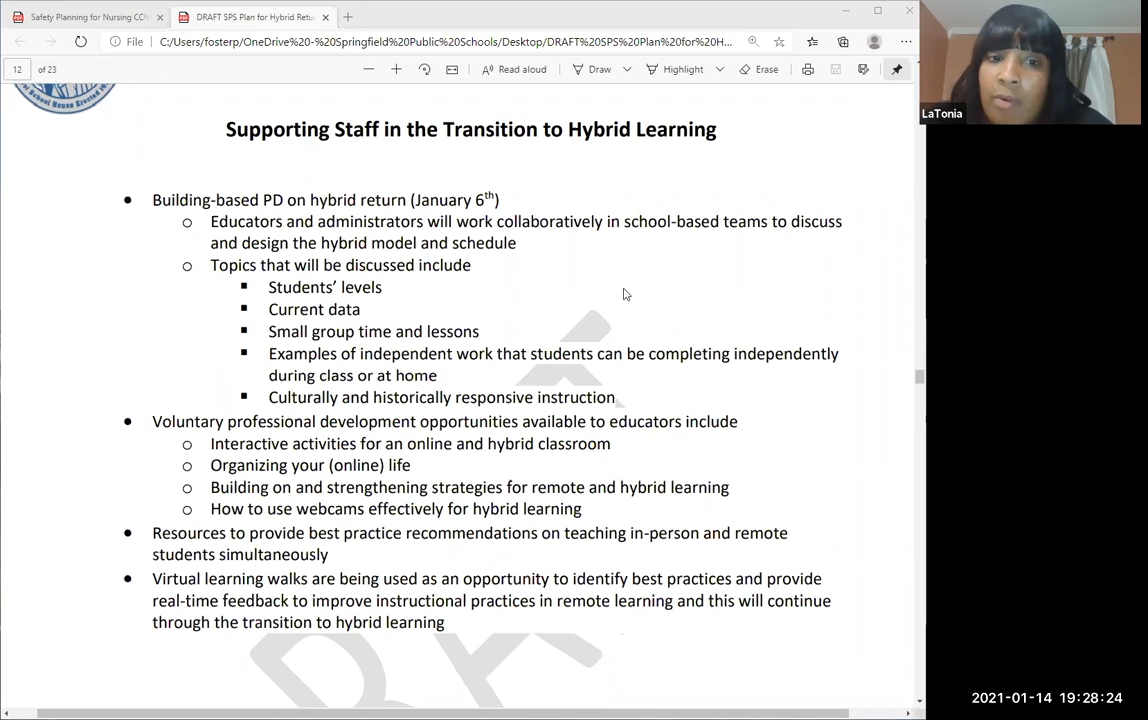 Safety Planning for Nursing COV
DRAFT SPS Plan for Hybrid Retu
File
C:/Users/fosterp/OneDrive%20-%20Springfield%20Public%20Schools/Desktop/DRAFT%20SPS%20Plan%20for%20H...
12 of 23
Read aloud
Draw
Highlight
Erase
LaTonia
Supporting Staff in the Transition to Hybrid Learning
• Building-based PD on hybrid return (January 6th)
o Educators and administrators will work collaboratively in school-based teams to discuss
and design the hybrid model and schedule
o Topics that will be discussed include
▪ Students’ levels
▪ Current data
▪ Small group time and lessons
▪ Examples of independent work that students can be completing independently
during class or at home
▪ Culturally and historically responsive instruction
• Voluntary professional development opportunities available to educators include
o Interactive activities for an online and hybrid classroom
o Organizing your (online) life
o Building on and strengthening strategies for remote and hybrid learning
o How to use webcams effectively for hybrid learning
• Resources to provide best practice recommendations on teaching in-person and remote
students simultaneously
• Virtual learning walks are being used as an opportunity to identify best practices and provide
real-time feedback to improve instructional practices in remote learning and this will continue
through the transition to hybrid learning
2021-01-14 19:28:24